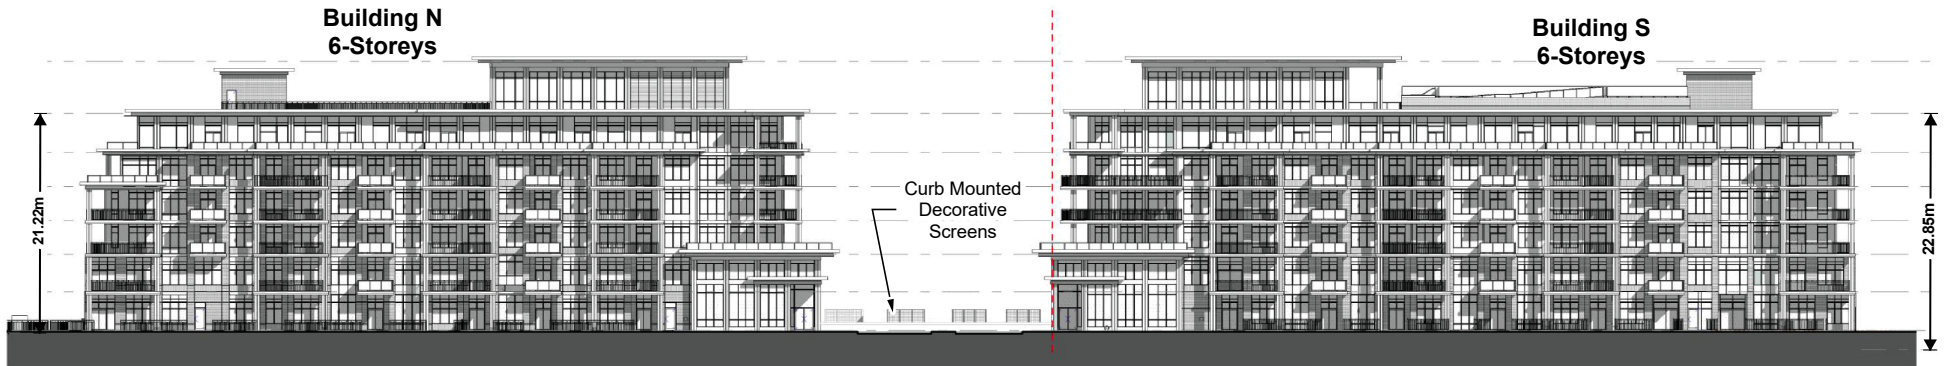 Building N
6-Storeys
Building S
6-Storeys
21.22m
Curb Mounted
Decorative
Screens
22.85m